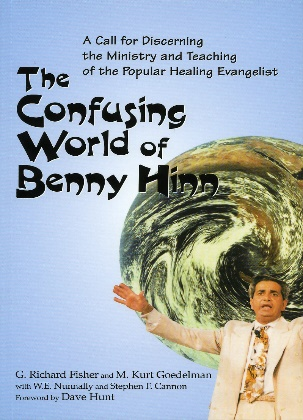 A Call for Discerning
the Ministry and Teaching
of the Popular Healing Evangelist
The
Confusing
World of
Benny Hinn
G. Richard Fisher and M. Kurt Goedelman
with W.E. Nunnally and Stephen F. Cannon
Foreword by Dave Hunt